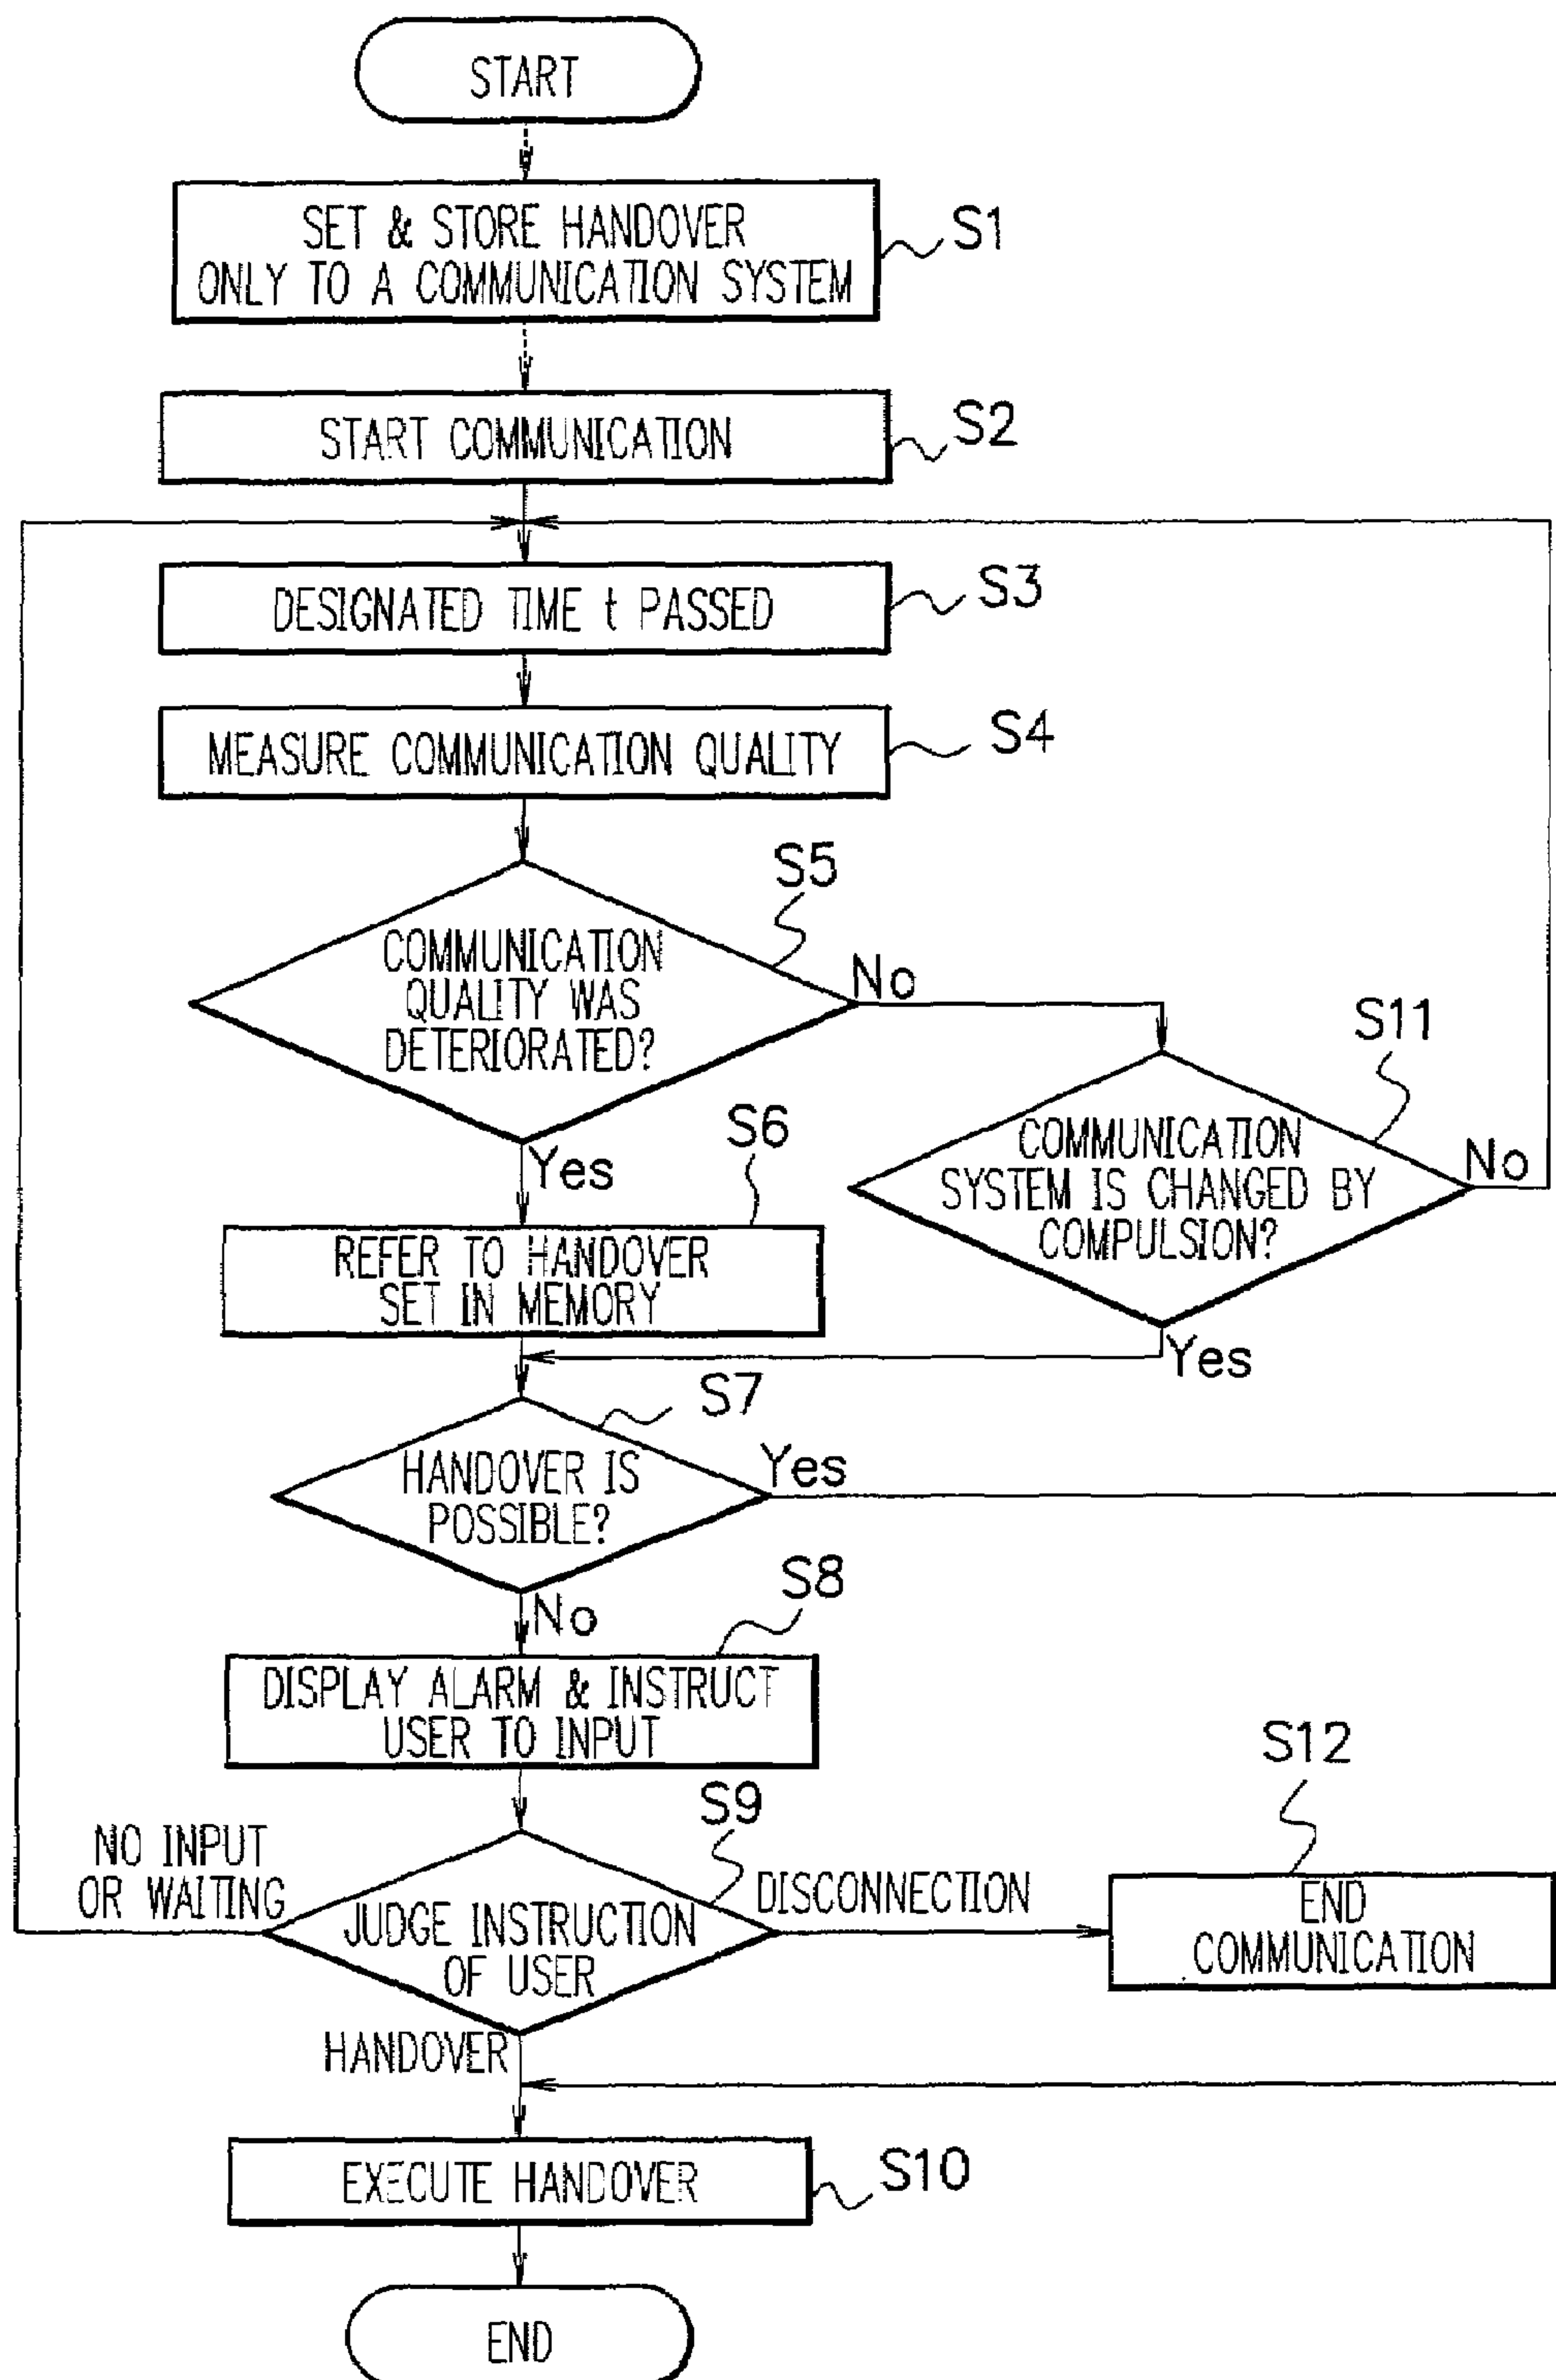 START
SET & STORE HANDOVER
ONLY TO A COMMUNICATION SYSTEM
S1
START COMMUNICATION
S2
DESIGNATED TIME t PASSED
S3
MEASURE COMMUNICATION QUALITY
S4
S5
COMMUNICATION
QUALITY WAS
DETERIORATED?
No
Yes
S11
COMMUNICATION
SYSTEM IS CHANGED BY
COMPULSION?
No
Yes
S6
REFER TO HANDOVER
SET IN MEMORY
S7
HANDOVER IS
POSSIBLE?
Yes
No
S8
DISPLAY ALARM & INSTRUCT
USER TO INPUT
S9
NO INPUT
OR WAITING
JUDGE INSTRUCTION
OF USER
DISCONNECTION
S12
END
COMMUNICATION
HANDOVER
EXECUTE HANDOVER
S10
END